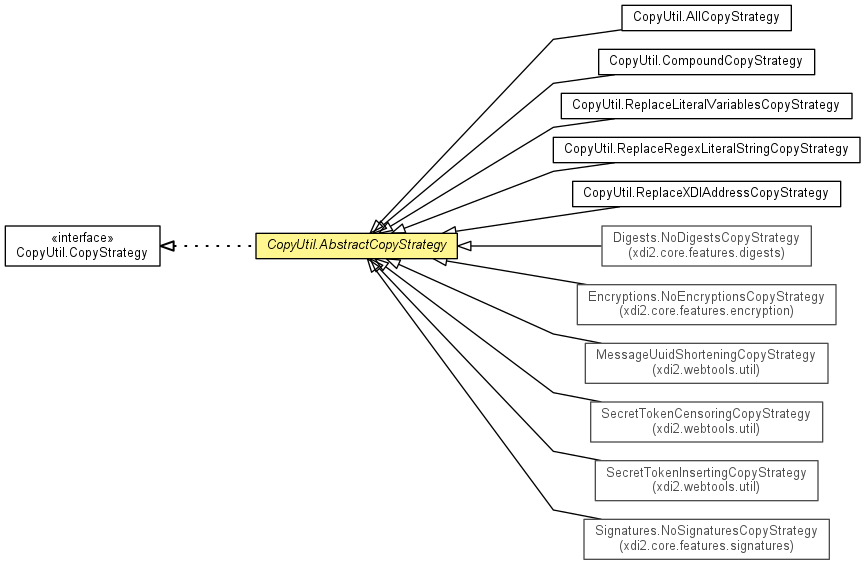 CopyUtil.AllCopyStrategy
CopyUtil.CompoundCopyStrategy
CopyUtil.ReplaceLiteralVariablesCopyStrategy
CopyUtil.ReplaceRegexLiteralStringCopyStrategy
CopyUtil.ReplaceXDIAddressCopyStrategy
«interface»
CopyUtil.CopyStrategy
CopyUtil.AbstractCopyStrategy
Digests.NoDigestsCopyStrategy
(xdi2.core.features.digests)
Encryptions.NoEncryptionsCopyStrategy
(xdi2.core.features.encryption)
MessageUuidShorteningCopyStrategy
(xdi2.webtools.util)
SecretTokenCensoringCopyStrategy
(xdi2.webtools.util)
SecretTokenInsertingCopyStrategy
(xdi2.webtools.util)
Signatures.NoSignaturesCopyStrategy
(xdi2.core.features.signatures)